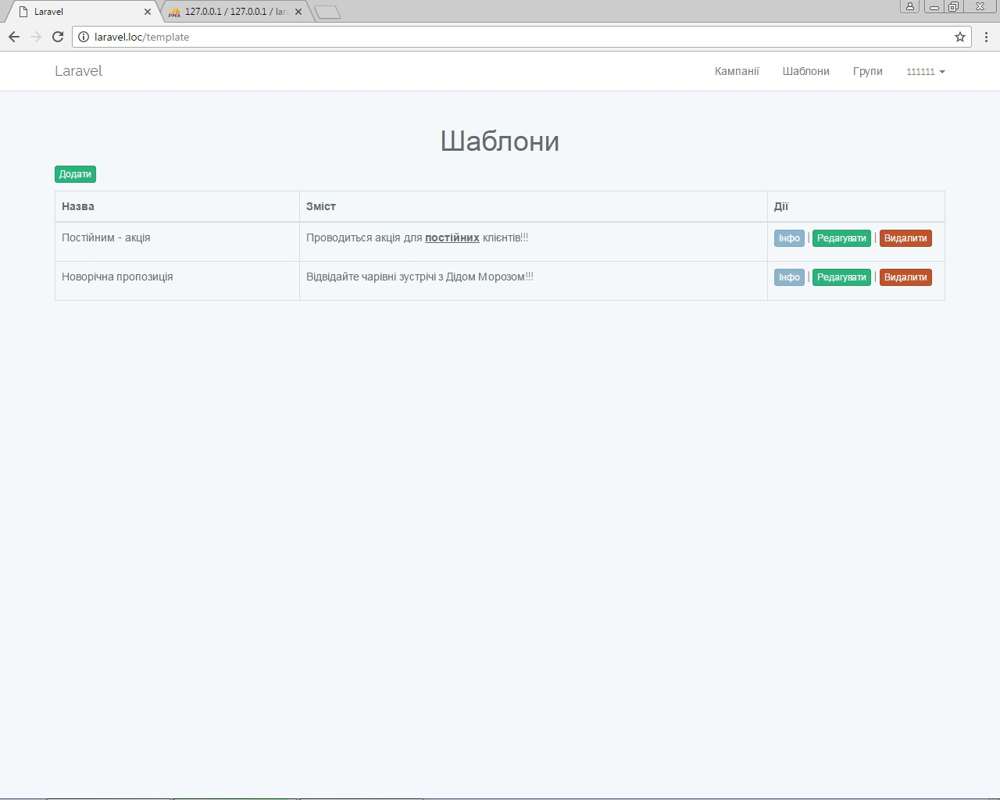 Laravel
127.0.0.1 / 127.0.0.1 / lar
laravel.loc/template
Laravel Кампанії Шаблони Групи 111111
Шаблони
Додати
Назва Зміст Дії
Постійним - акція Проводиться акція для постійних клієнтів!!! Інфо | Редагувати | Видалити
Новорічна пропозиція Відвідайте чарівні зустрічі з Дідом Морозом!!! Інфо | Редагувати | Видалити